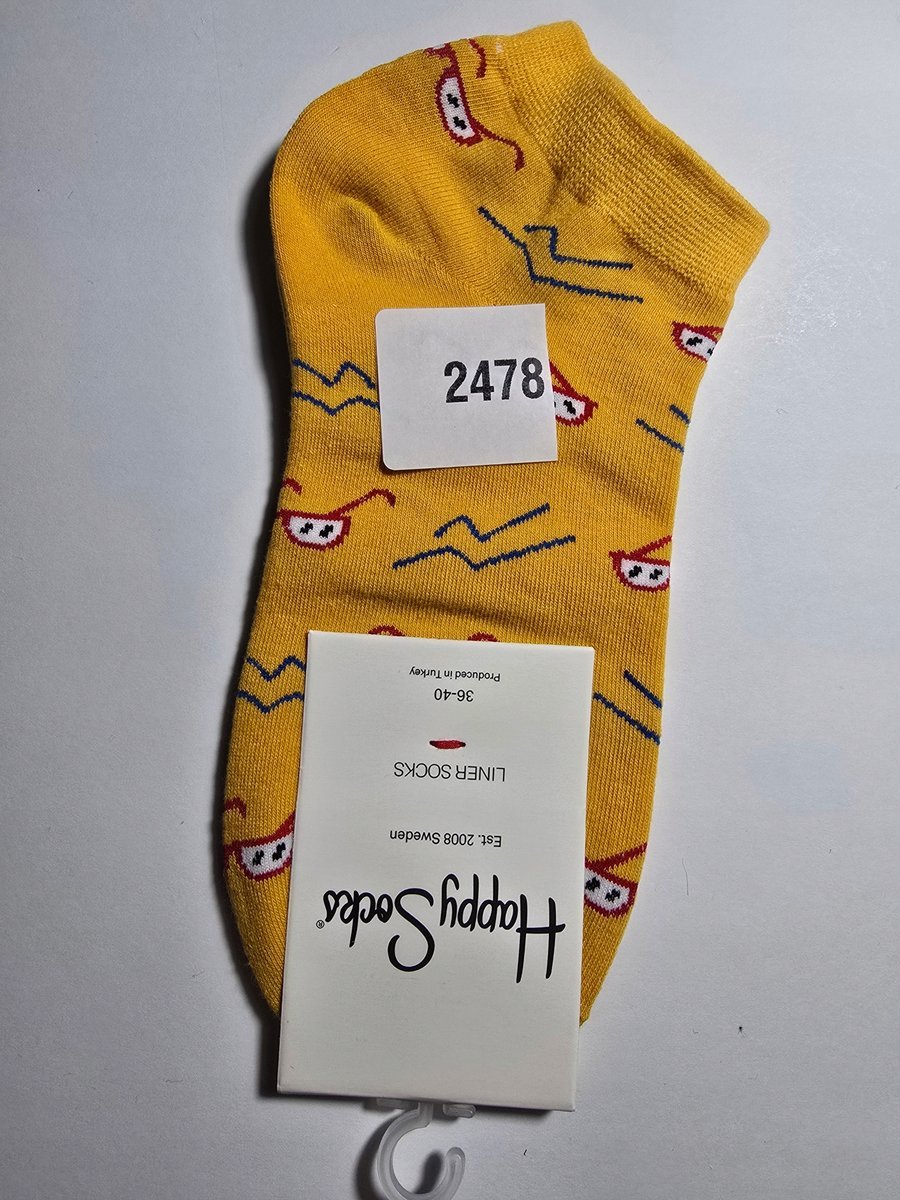 2478
Happy Socks®
Est. 2008 Sweden
LINER SOCKS
36-40
Produced in Turkey